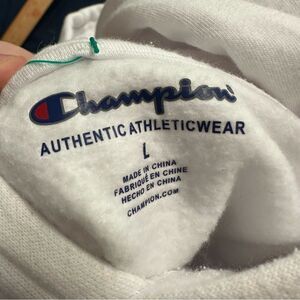 Champion
AUTHENTIC ATHLETICWEAR
L
MADE IN CHINA
FABRIQUÉ EN CHINE
HECHO EN CHINA
CHAMPION.COM